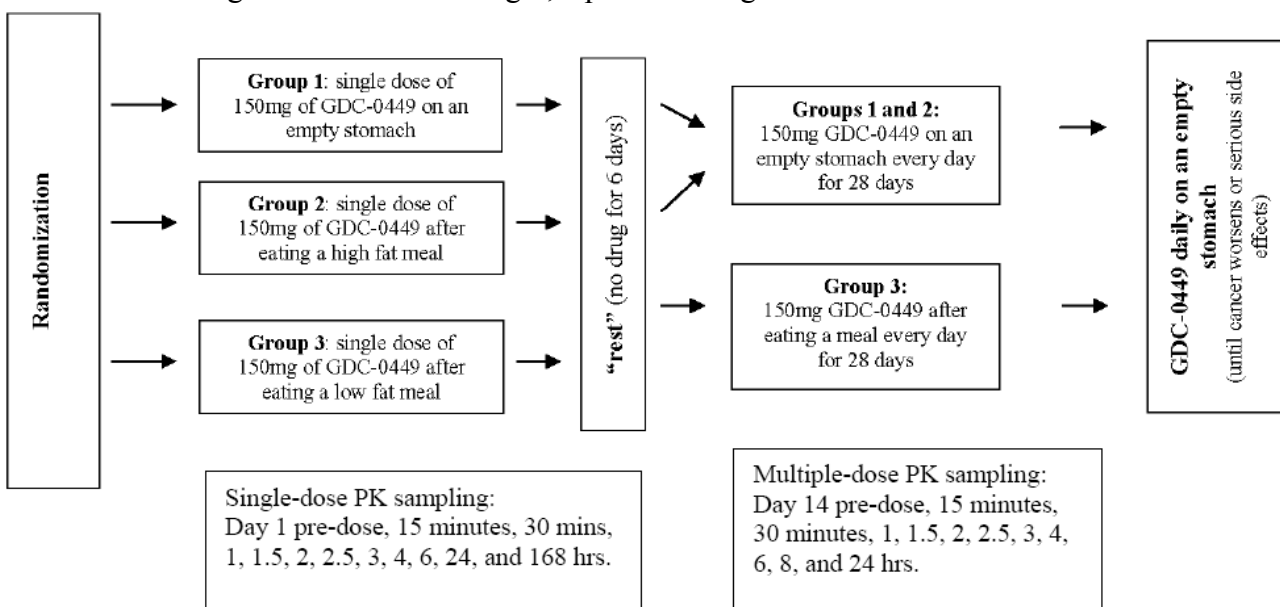 Randomization
Group 1: single dose of
150mg of GDC-0449 on an
empty stomach
Group 2: single dose of
150mg of GDC-0449 after
eating a high fat meal
Group 3: single dose of
150mg of GDC-0449 after
eating a low fat meal
“rest” (no drug for 6 days)
Groups 1 and 2:
150mg GDC-0449 on an
empty stomach every day
for 28 days
Group 3:
150mg GDC-0449 after
eating a meal every day
for 28 days
GDC-0449 daily on an empty
stomach
(until cancer worsens or serious side
effects)
Single-dose PK sampling:
Day 1 pre-dose, 15 minutes, 30 mins,
1, 1.5, 2, 2.5, 3, 4, 6, 24, and 168 hrs.
Multiple-dose PK sampling:
Day 14 pre-dose, 15 minutes,
30 minutes, 1, 1.5, 2, 2.5, 3, 4,
6, 8, and 24 hrs.